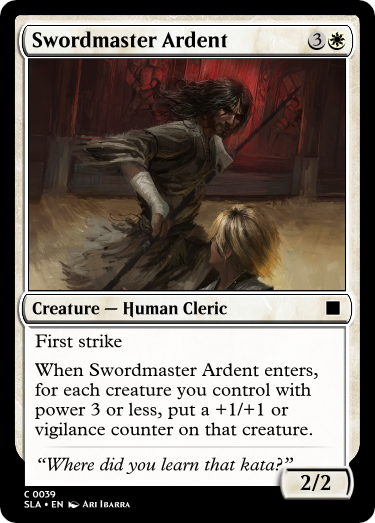 Swordmaster Ardent 3
Creature — Human Cleric
First strike
When Swordmaster Ardent enters,
for each creature you control with
power 3 or less, put a +1/+1 or
vigilance counter on that creature.
“Where did you learn that kata?”
2/2
C 0039
SLA • EN Ari Ibarra